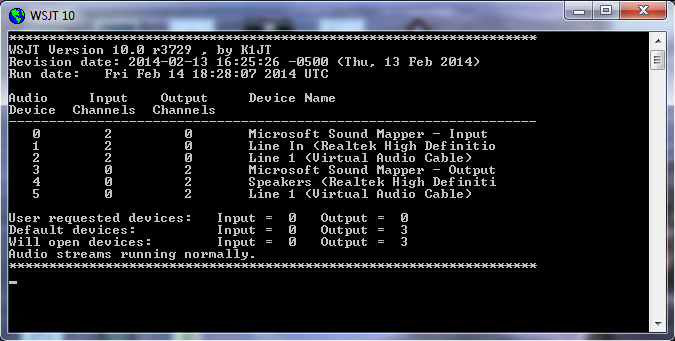 WSJT 10
******************************************************************
WSJT Version 10.0 r3729 , by K1JT
Revision date: 2014-02-13 16:25:26 -0500 (Thu, 13 Feb 2014)
Run date:   Fri Feb 14 18:28:07 2014 UTC
Audio     Input    Output     Device Name
Device  Channels  Channels
------------------------------------------------------------------
   0        2         0       Microsoft Sound Mapper - Input
   1        2         0       Line In (Realtek High Definitio
   2        2         0       Line 1 (Virtual Audio Cable)
   3        0         2       Microsoft Sound Mapper - Output
   4        0         2       Speakers (Realtek High Definiti
   5        0         2       Line 1 (Virtual Audio Cable)
User requested devices:   Input =  0   Output =  0
Default devices:          Input =  0   Output =  3
Will open devices:        Input =  0   Output =  3
Audio streams running normally.
******************************************************************